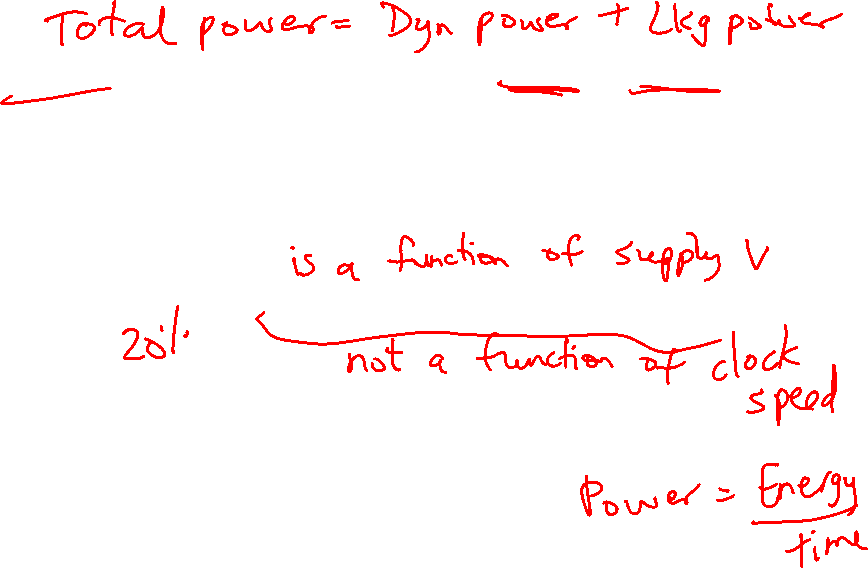 Total power = Dyn power + Lkg power
is a function of supply V
20%
not a function of clock
speed
Power = Energy
time